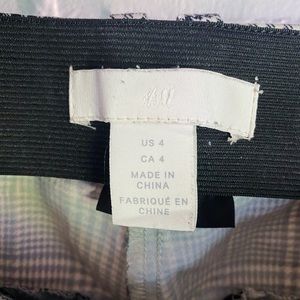 H&M
US 4
CA 4
MADE IN
CHINA
FABRIQUÉ EN
CHINE